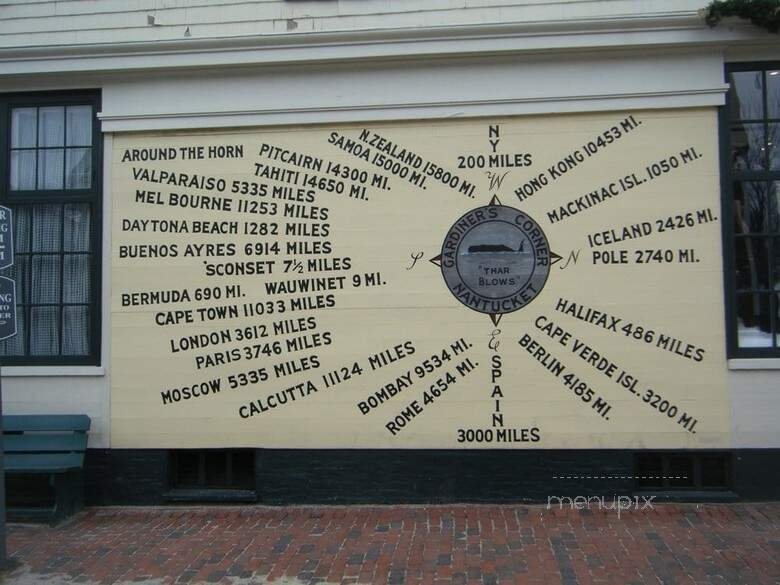 AROUND THE HORN
PITCAIRN 14300 MI.
N.ZEALAND 15800 MI.
SAMOA 15000 MI.
TAHITI 14650 MI.
VALPARAISO 5335 MILES
MEL BOURNE 11253 MILES
DAYTONA BEACH 1282 MILES
BUENOS AYRES 6914 MILES
'SCONSET 7½ MILES
WAUWINET 9 MI.
BERMUDA 690 MI.
CAPE TOWN 11033 MILES
LONDON 3612 MILES
PARIS 3746 MILES
MOSCOW 5335 MILES
CALCUTTA 11124 MILES
BOMBAY 9534 MI.
ROME 4654 MI.
NY
200 MILES
W
S
N
E
GARDINER'S CORNER
"THAR
BLOWS"
NANTUCKET
SPAIN
3000 MILES
HONG KONG 10453 MI.
MACKINAC ISL. 1050 MI.
ICELAND 2426 MI.
POLE 2740 MI.
HALIFAX 486 MILES
CAPE VERDE ISL. 3200 MI.
BERLIN 4185 MI.
menupix